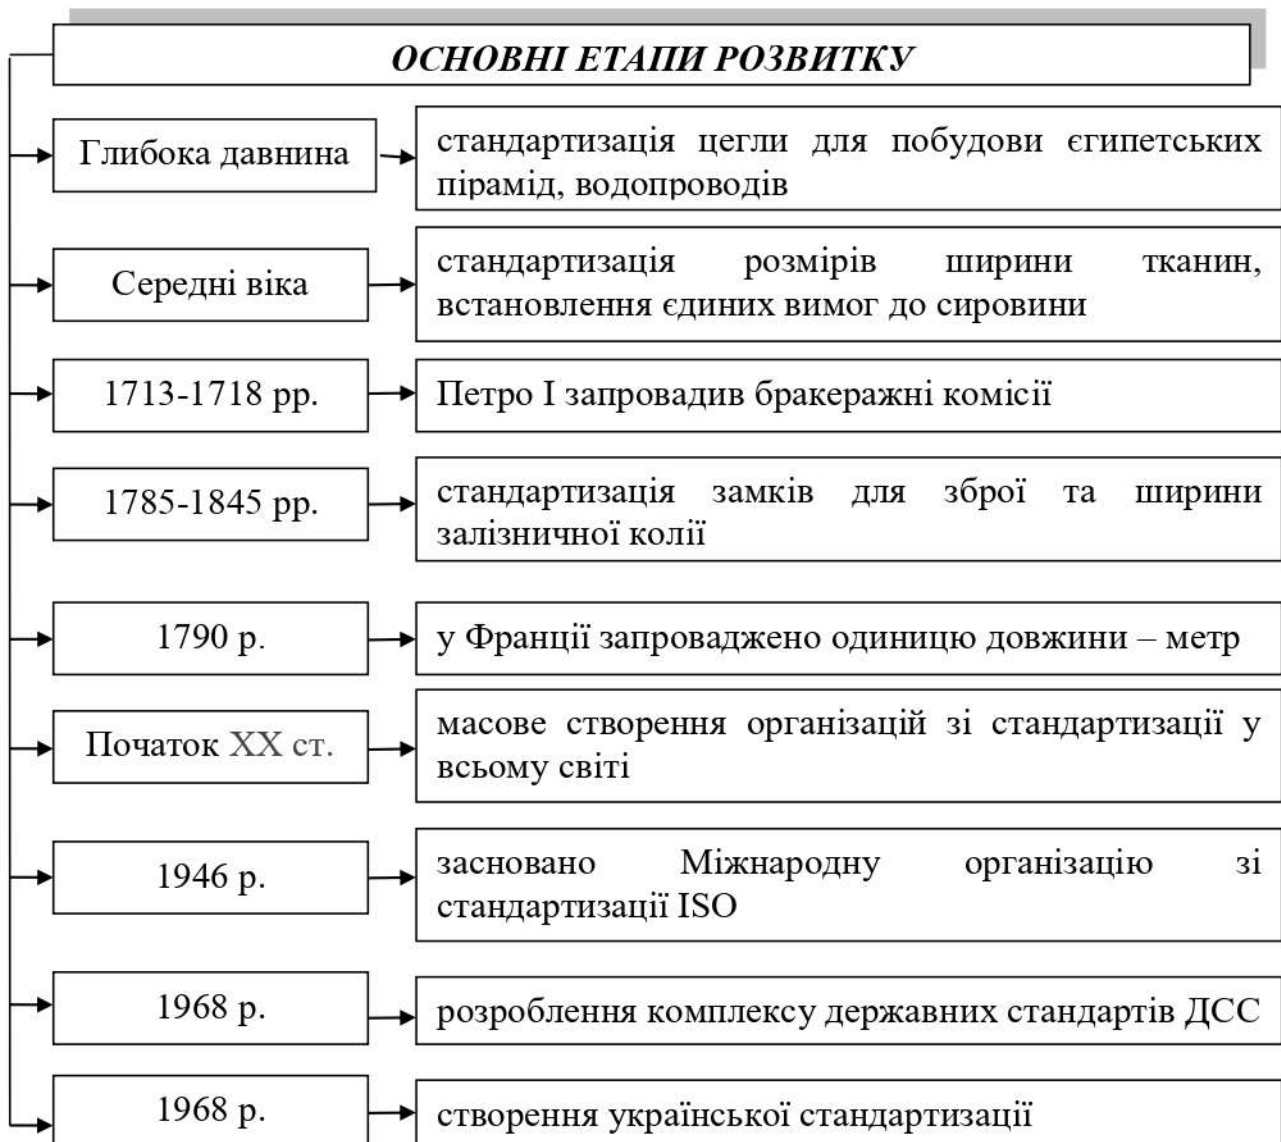 ОСНОВНІ ЕТАПИ РОЗВИТКУ
Глибока давнина
стандартизація цегли для побудови єгипетських
пірамід, водопроводів
Середні віка
стандартизація розмірів ширини тканин,
встановлення єдиних вимог до сировини
1713-1718 рр.
Петро І запровадив бракеражні комісії
1785-1845 рр.
стандартизація замків для зброї та ширини
залізничної колії
1790 р.
у Франції запроваджено одиницю довжини – метр
Початок ХХ ст.
масове створення організацій зі стандартизації у
всьому світі
1946 р.
засновано Міжнародну організацію зі
стандартизації ISO
1968 р.
розроблення комплексу державних стандартів ДСС
1968 р.
створення української стандартизації